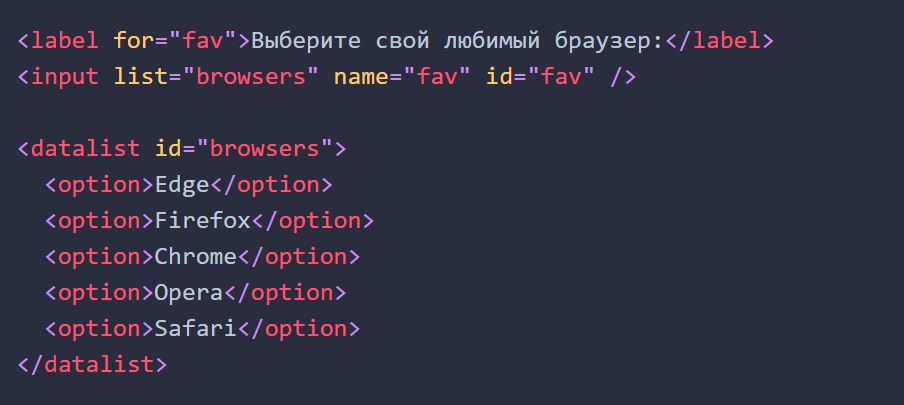 <label for="fav">Выберите свой любимый браузер:</label>
<input list="browsers" name="fav" id="fav" />
<datalist id="browsers">
<option>Edge</option>
<option>Firefox</option>
<option>Chrome</option>
<option>Opera</option>
<option>Safari</option>
</datalist>